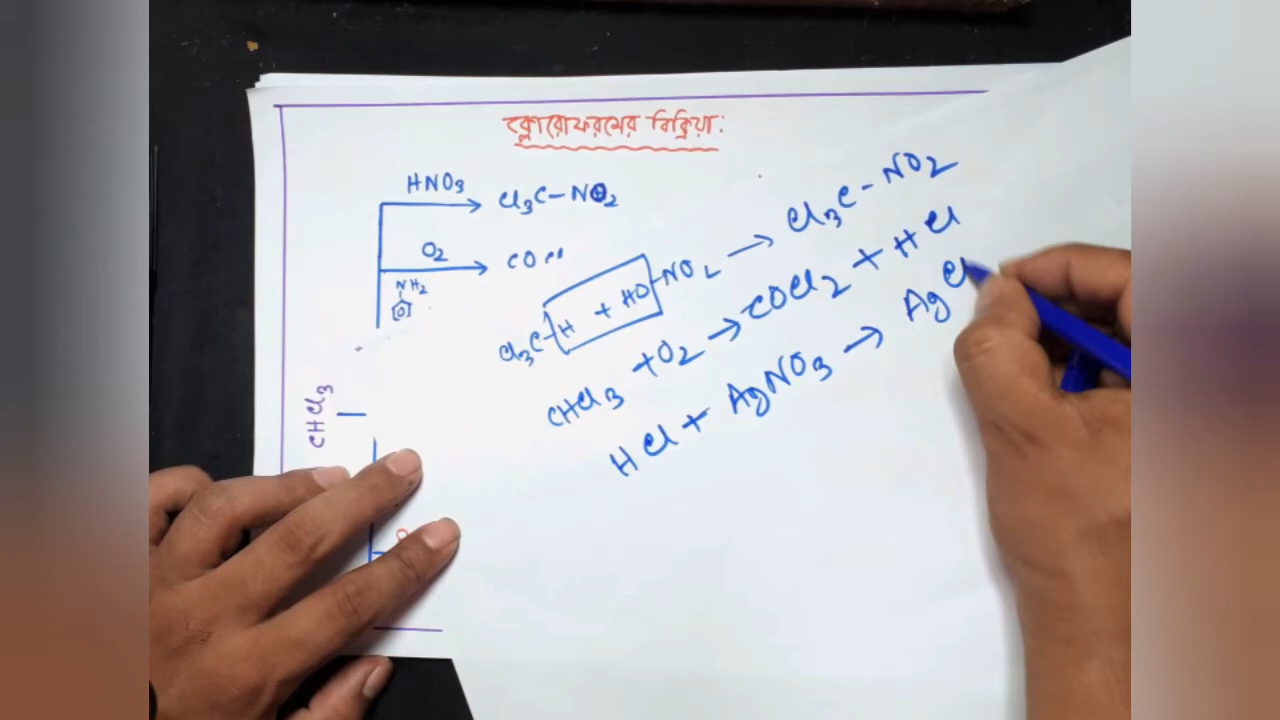 ক্লোরোফরমের বিক্রিয়া:
HNO3
Cl3C-NO2
O2
COCl
NH2
CHCl3
Cl3C-H + HO-NO2 → Cl3C-NO2
CHCl3 + O2 → COCl2 + HCl
HCl + AgNO3 → AgCl